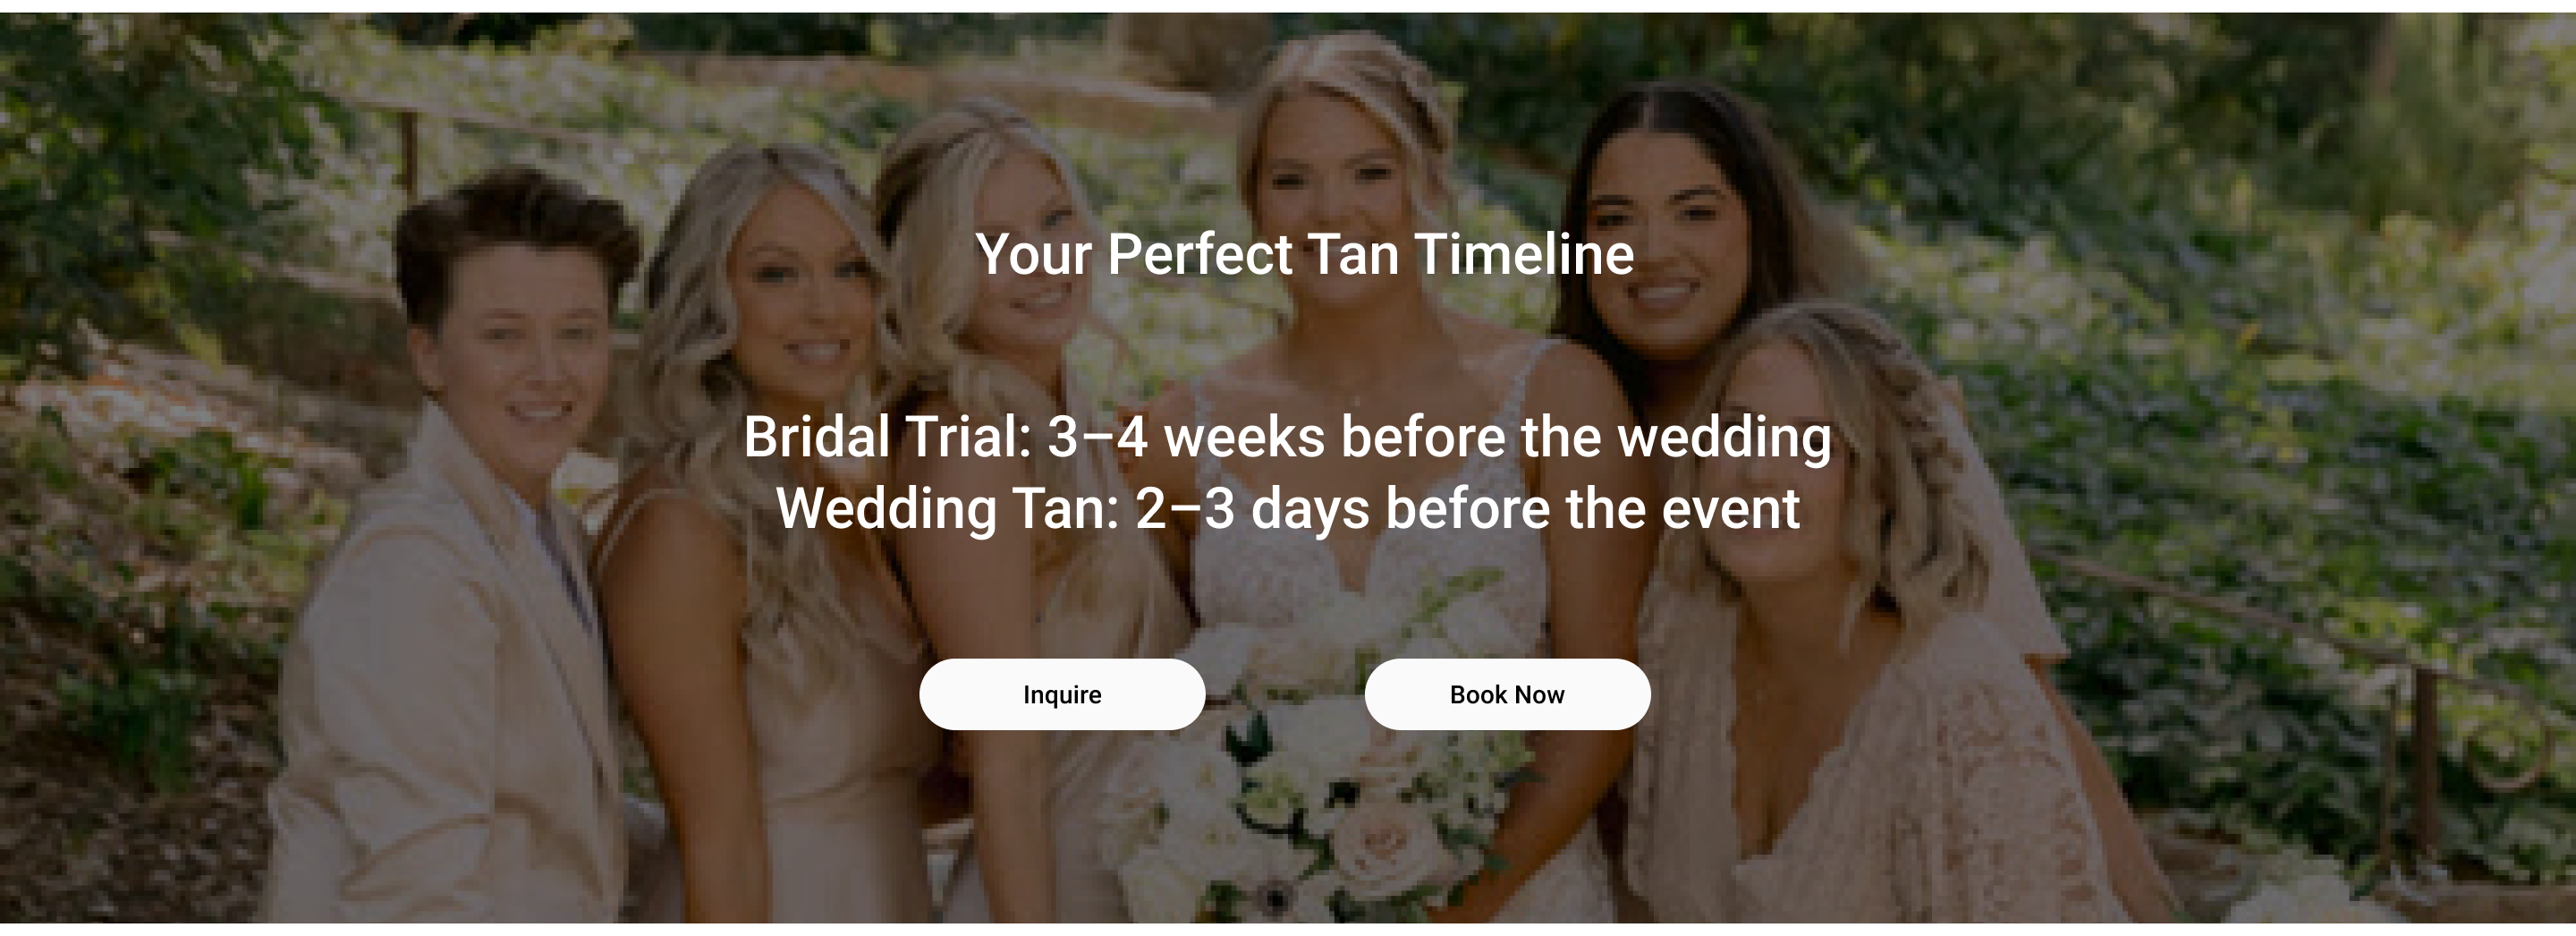 Your Perfect Tan Timeline
Bridal Trial: 3–4 weeks before the wedding
Wedding Tan: 2–3 days before the event
Inquire
Book Now